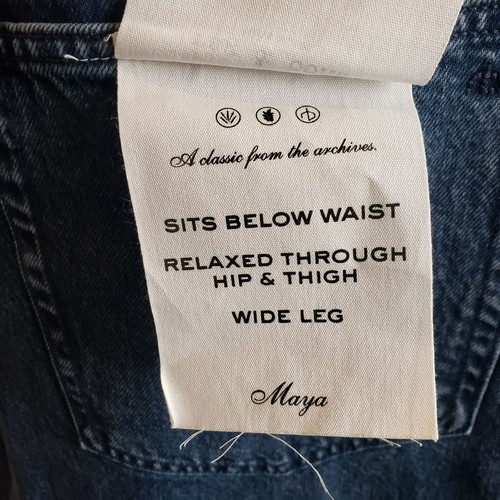 A classic from the archives.
SITS BELOW WAIST
RELAXED THROUGH
HIP & THIGH
WIDE LEG
Maya